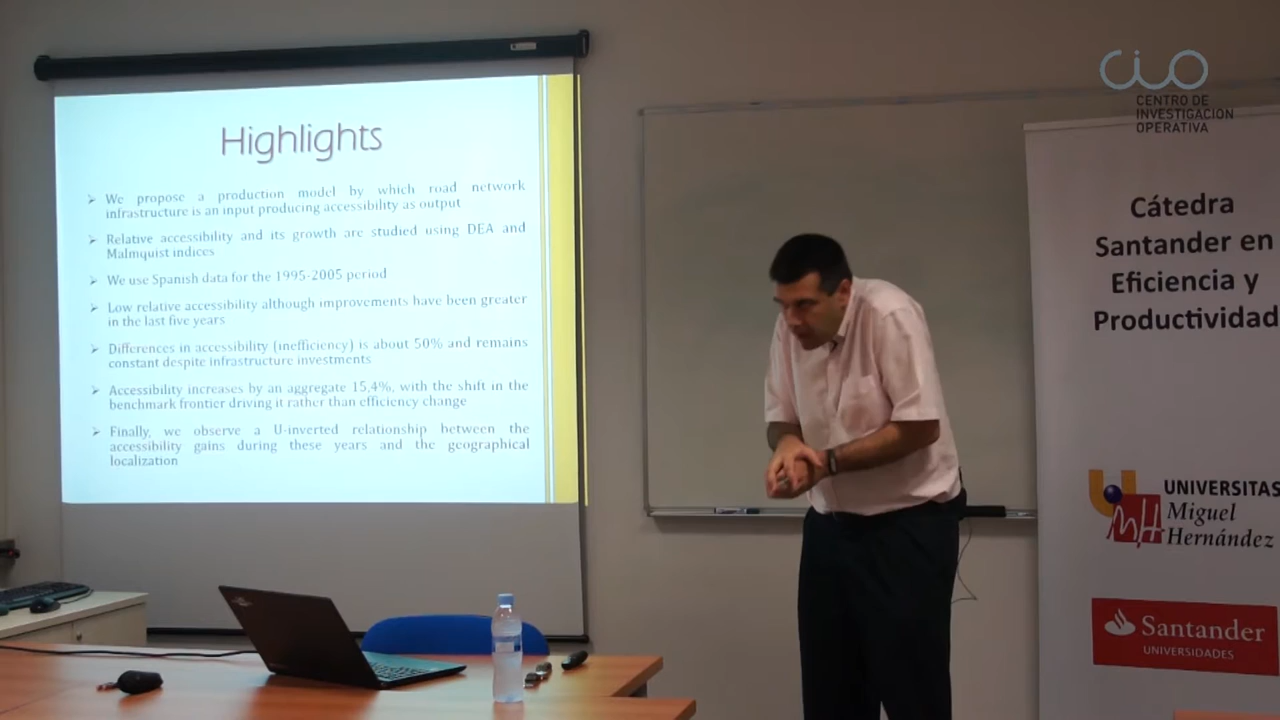 Highlights
We propose a production model by which road network
infrastructure is an input producing accessibility as output
Relative accessibility and its growth are studied using DEA and
Malmquist indices
We use Spanish data for the 1995-2005 period
Low relative accessibility although improvements have been greater
in the last five years
Differences in accessibility (inefficiency) is about 50% and remains
constant despite infrastructure investments
Accessibility increases by an aggregate 15,4%, with the shift in the
benchmark frontier driving it rather than efficiency change
Finally, we observe a U-inverted relationship between the
accessibility gains during these years and the geographical
localization
CIO
CENTRO DE
INVESTIGACIÓN
OPERATIVA
Cátedra
Santander en
Eficiencia y
Productividad
UNIVERSITAS
Miguel
Hernández
Santander
UNIVERSIDADES